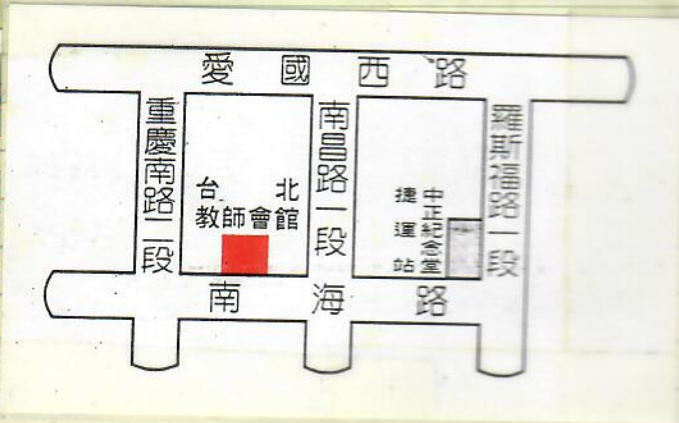 愛國西路
重慶南路二段
南昌路一段
羅斯福路一段
台北
教師會館
中正紀念堂
捷運站
南海路